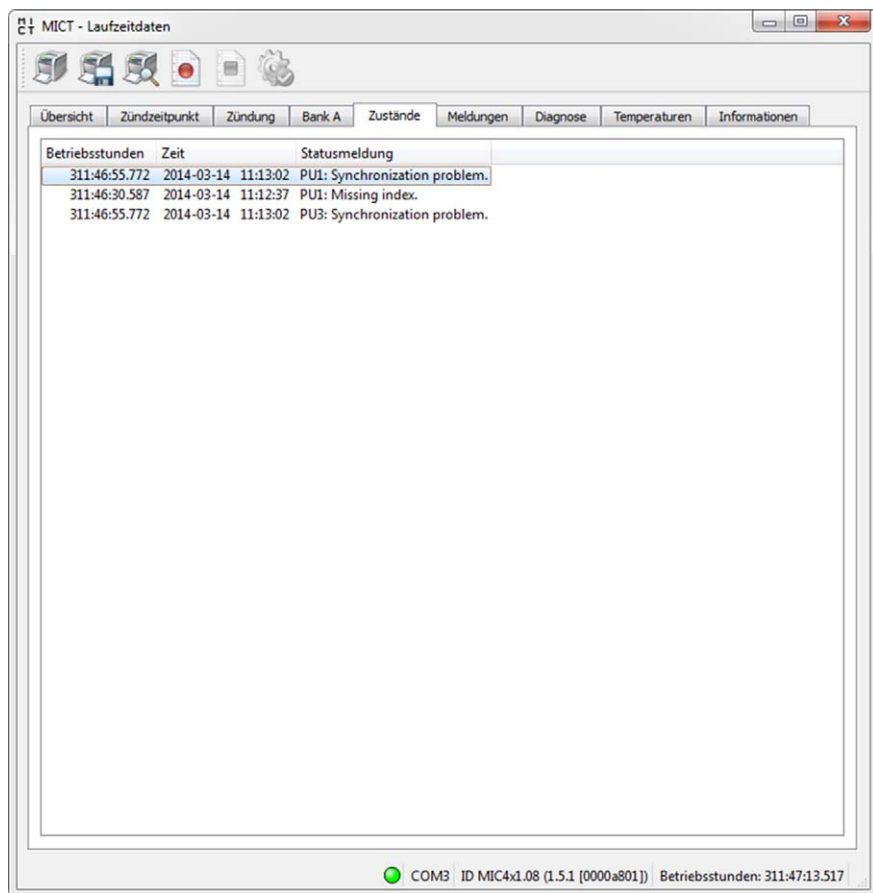 MICT - Laufzeitdaten
Übersicht Zündzeitpunkt Zündung Bank A Zustände Meldungen Diagnose Temperaturen Informationen
Betriebsstunden Zeit Statusmeldung
311:46:55.772 2014-03-14 11:13:02 PU1: Synchronization problem.
311:46:30.587 2014-03-14 11:12:37 PU1: Missing index.
311:46:55.772 2014-03-14 11:13:02 PU3: Synchronization problem.
COM3 ID MIC4x1.08 (1.5.1 [0000a801]) Betriebsstunden: 311:47:13.517